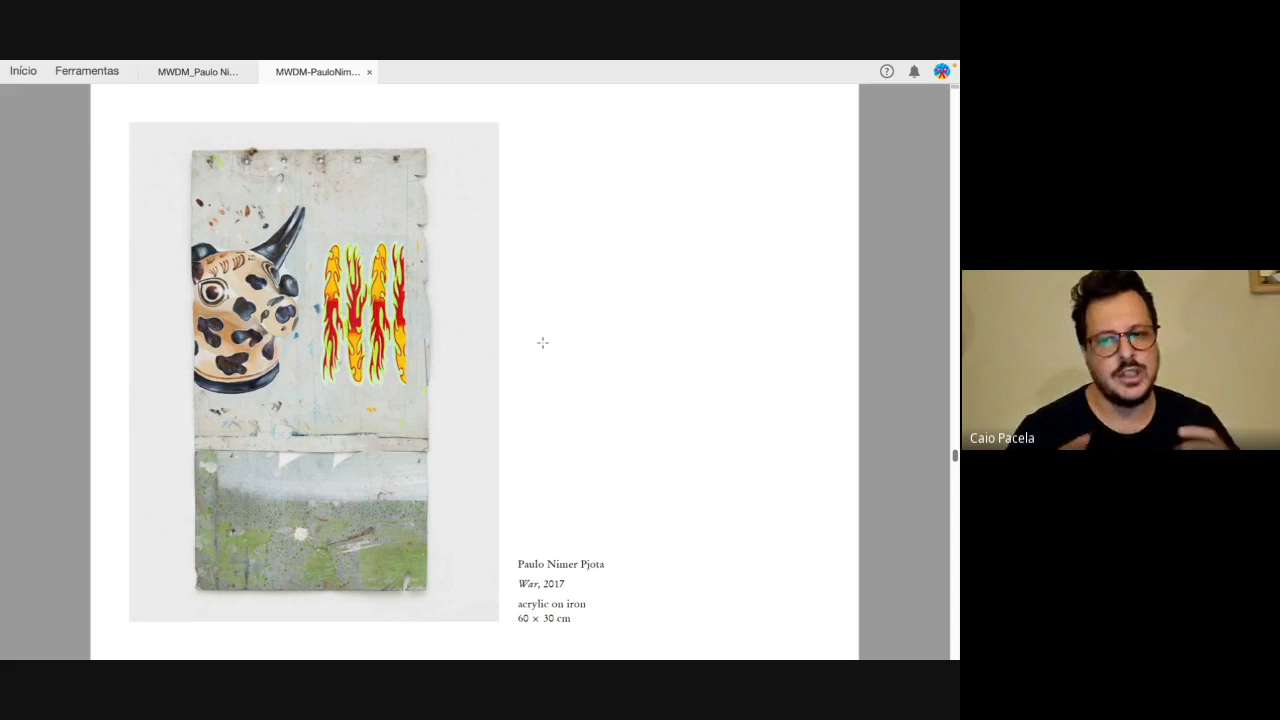 Início Ferramentas MWDM_Paulo Ni... MWDM-PauloNim... ×
Paulo Nimer Pjota
War, 2017
acrylic on iron
60 × 30 cm
Caio Pacela